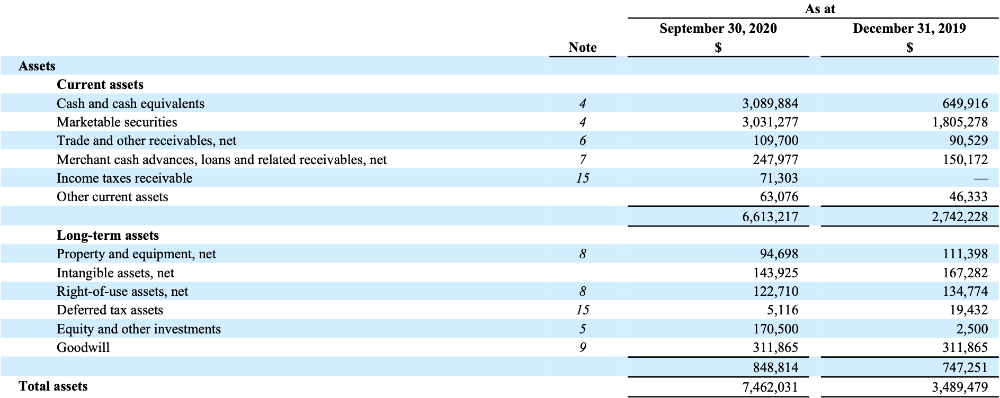 As at
September 30, 2020 December 31, 2019
Note $ $
Assets
Current assets
Cash and cash equivalents 4 3,089,884 649,916
Marketable securities 4 3,031,277 1,805,278
Trade and other receivables, net 6 109,700 90,529
Merchant cash advances, loans and related receivables, net 7 247,977 150,172
Income taxes receivable 15 71,303 —
Other current assets 63,076 46,333
6,613,217 2,742,228
Long-term assets
Property and equipment, net 8 94,698 111,398
Intangible assets, net 143,925 167,282
Right-of-use assets, net 8 122,710 134,774
Deferred tax assets 15 5,116 19,432
Equity and other investments 5 170,500 2,500
Goodwill 9 311,865 311,865
848,814 747,251
Total assets 7,462,031 3,489,479